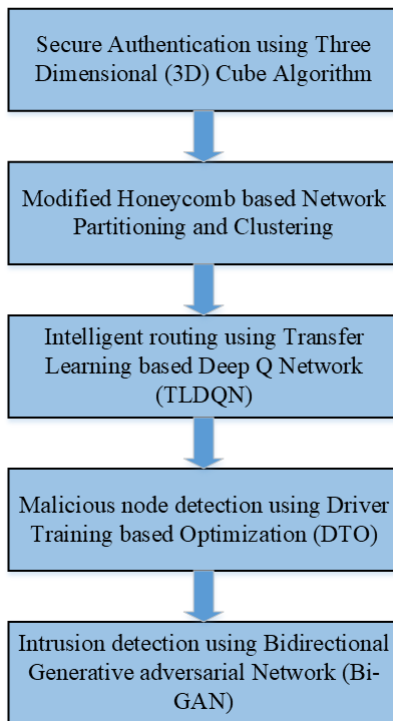 Secure Authentication using Three
Dimensional (3D) Cube Algorithm
Modified Honeycomb based Network
Partitioning and Clustering
Intelligent routing using Transfer
Learning based Deep Q Network
(TLDQN)
Malicious node detection using Driver
Training based Optimization (DTO)
Intrusion detection using Bidirectional
Generative adversarial Network (Bi-
GAN)